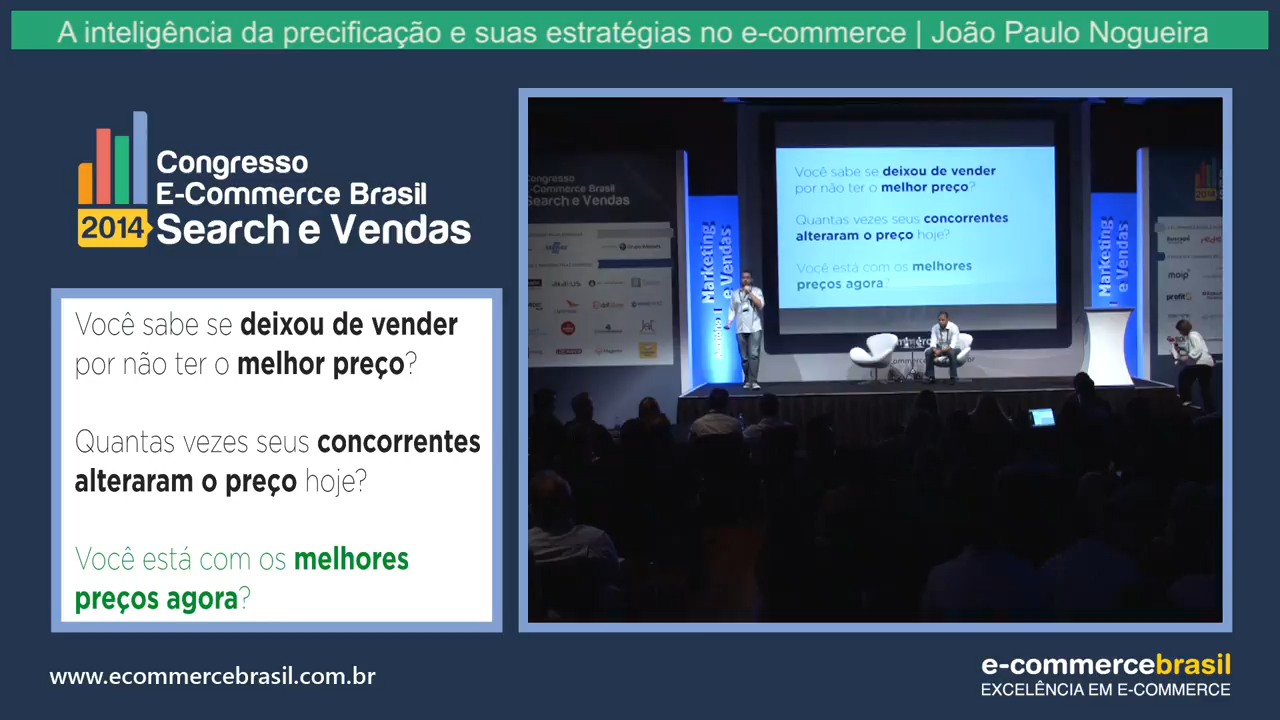 A inteligência da precificação e suas estratégias no e-commerce | João Paulo Nogueira
Congresso
E-Commerce Brasil
2014 Search e Vendas
Você sabe se deixou de vender
por não ter o melhor preço?
Quantas vezes seus concorrentes
alteraram o preço hoje?
Você está com os melhores
preços agora?
Congresso
E-Commerce Brasil
Search e Vendas
Marketing
e Vendas
Você sabe se deixou de vender
por não ter o melhor preço?
Quantas vezes seus concorrentes
alteraram o preço hoje?
Você está com os melhores
preços agora?
Marketing
e Vendas
moip
profit
www.ecommercebrasil.com.br
e-commercebrasil
EXCELÊNCIA EM E-COMMERCE